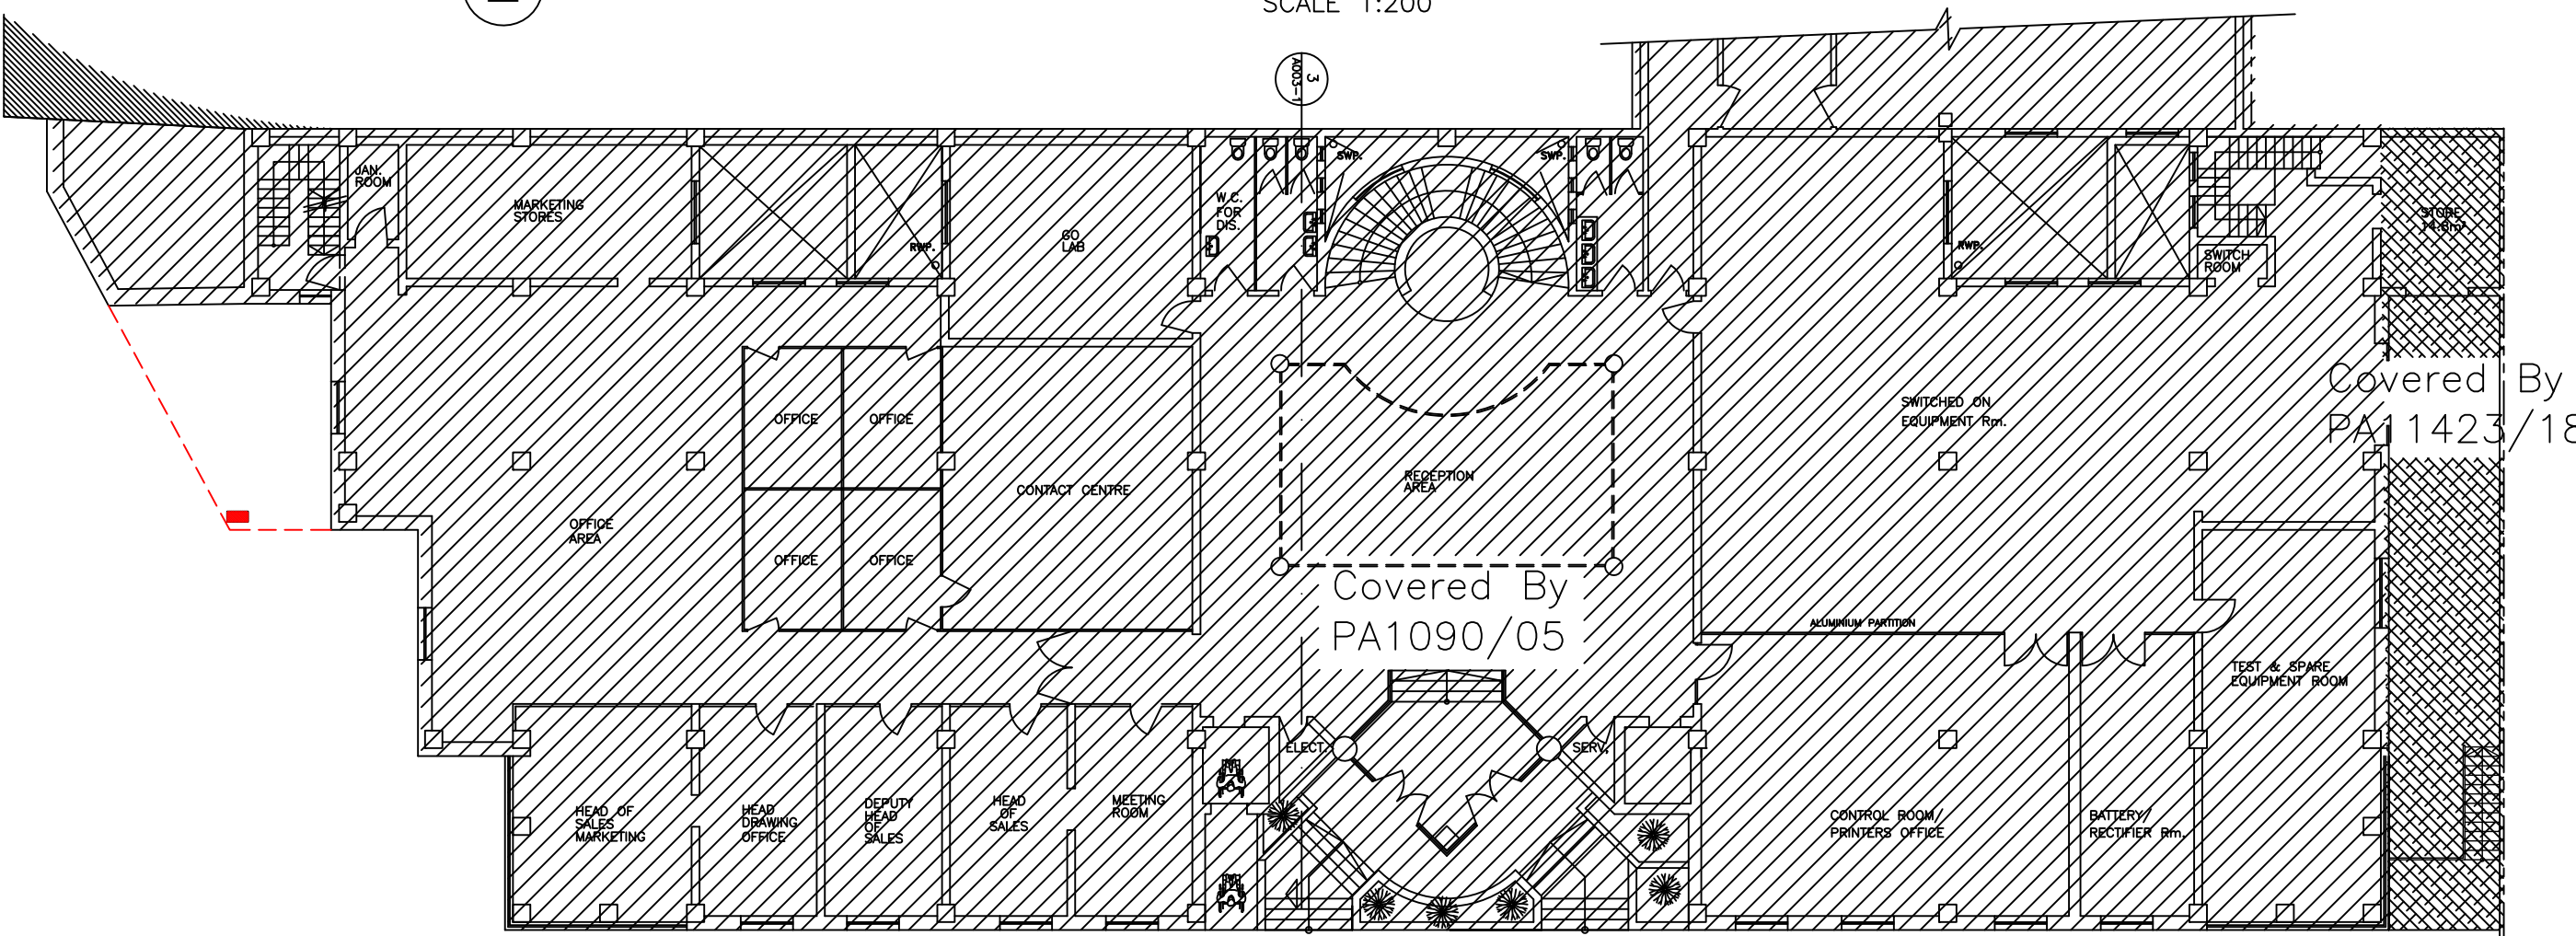 SCALE 1:200
3
A003-1
JAN.
ROOM
MARKETING
STORES
RWP.
GO
LAB
W.C.
FOR
DIS.
SWP.
SWP.
RWP.
SWITCH
ROOM
STORE
14.8m²
OFFICE
OFFICE
OFFICE
OFFICE
OFFICE
AREA
CONTACT CENTRE
RECEPTION
AREA
SWITCHED ON
EQUIPMENT Rm.
Covered By
PA11423/18
Covered By
PA1090/05
ALUMINIUM PARTITION
TEST & SPARE
EQUIPMENT ROOM
ELECT.
SERV.
HEAD OF
SALES
MARKETING
HEAD
DRAWING
OFFICE
DEPUTY
HEAD
OF
SALES
HEAD
OF
SALES
MEETING
ROOM
CONTROL ROOM/
PRINTERS OFFICE
BATTERY/
RECTIFIER Rm.